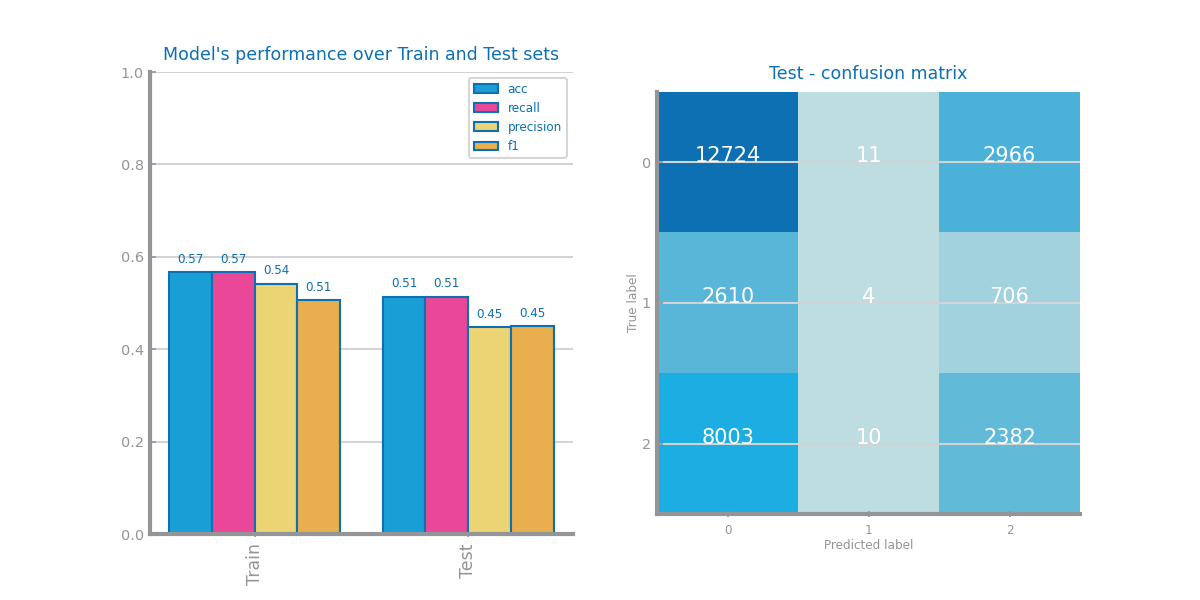 Model's performance over Train and Test sets
1.0
0.8
0.6
0.4
0.2
0.0
acc
recall
precision
f1
0.57
0.57
0.54
0.51
0.51
0.51
0.45
0.45
Train
Test
Test - confusion matrix
True label
0
12724
11
2966
1
2610
4
706
2
8003
10
2382
0
1
2
Predicted label